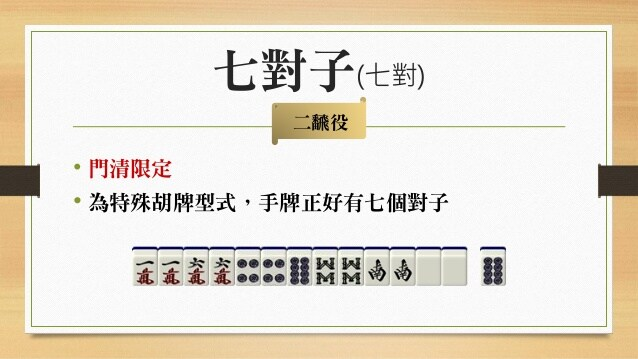 七對子(七對)
二飜役
• 門清限定
• 為特殊胡牌型式，手牌正好有七個對子
一萬 一萬 六萬 六萬 南 南